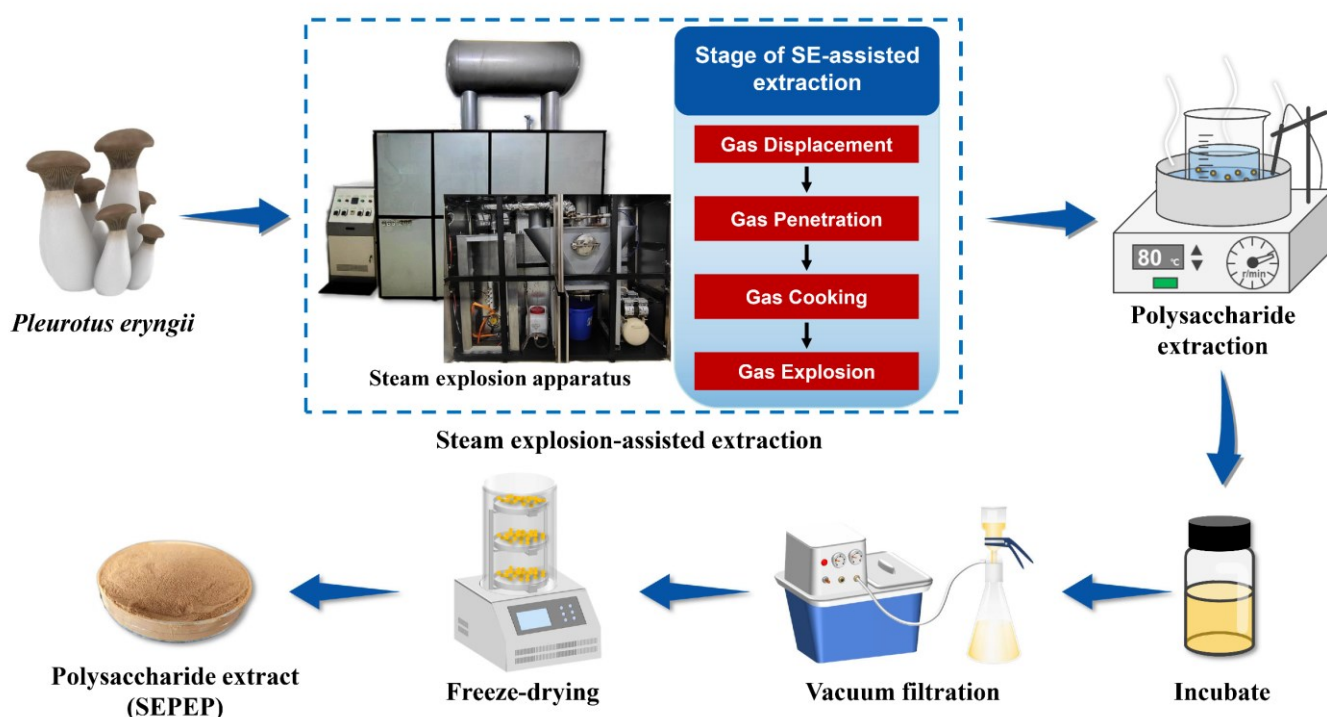 Stage of SE-assisted
extraction
Gas Displacement
Gas Penetration
Gas Cooking
Gas Explosion
Pleurotus eryngii
Steam explosion apparatus
Steam explosion-assisted extraction
80 ℃
r/min
Polysaccharide
extraction
Polysaccharide extract
(SEPEP)
Freeze-drying
Vacuum filtration
Incubate